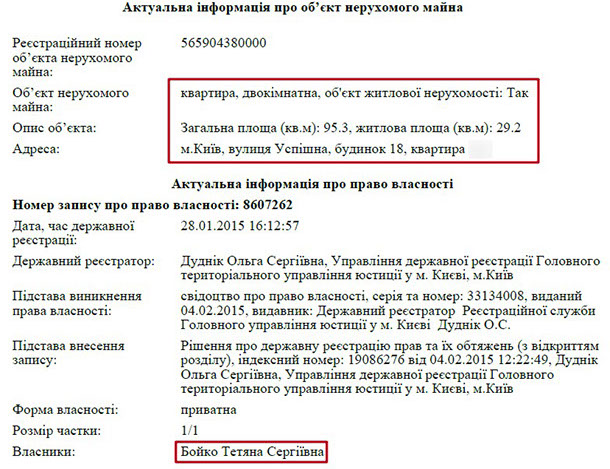 Актуальна інформація про об’єкт нерухомого майна
Реєстраційний номер 565904380000
об’єкта нерухомого
майна:
Об’єкт нерухомого квартира, двокімнатна, об'єкт житлової нерухомості: Так
майна:
Опис об’єкта: Загальна площа (кв.м): 95.3, житлова площа (кв.м): 29.2
Адреса: м.Київ, вулиця Успішна, будинок 18, квартира
Актуальна інформація про право власності
Номер запису про право власності: 8607262
Дата, час державної 28.01.2015 16:12:57
реєстрації:
Державний реєстратор: Дуднік Ольга Сергіївна, Управління державної реєстрації Головного
територіального управління юстиції у м. Києві, м.Київ
Підстава виникнення свідоцтво про право власності, серія та номер: 33134008, виданий
права власності: 04.02.2015, видавник: Державний реєстратор Реєстраційної служби
Головного управління юстиції у м. Києві Дуднік О.С.
Підстава внесення Рішення про державну реєстрацію прав та їх обтяжень (з відкриттям
запису: розділу), індексний номер: 19086276 від 04.02.2015 12:22:49, Дуднік
Ольга Сергіївна, Управління державної реєстрації Головного
територіального управління юстиції у м. Києві, м.Київ
Форма власності: приватна
Розмір частки: 1/1
Власники: Бойко Тетяна Сергіївна